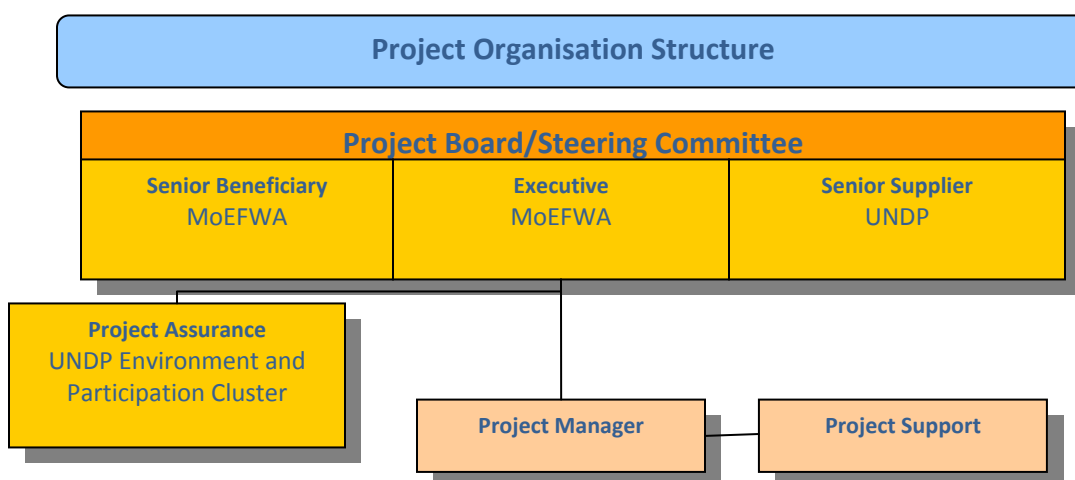 Project Organisation Structure
Project Board/Steering Committee
Senior Beneficiary
MoEFWA
Executive
MoEFWA
Senior Supplier
UNDP
Project Assurance
UNDP Environment and
Participation Cluster
Project Manager
Project Support